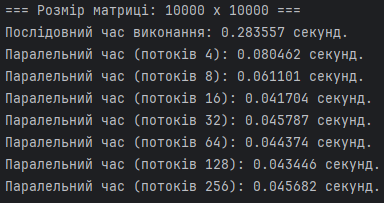 === Розмір матриці: 10000 x 10000 ===
Послідовний час виконання: 0.283557 секунд.
Паралельний час (потоків 4): 0.080462 секунд.
Паралельний час (потоків 8): 0.061101 секунд.
Паралельний час (потоків 16): 0.041704 секунд.
Паралельний час (потоків 32): 0.045787 секунд.
Паралельний час (потоків 64): 0.044374 секунд.
Паралельний час (потоків 128): 0.043446 секунд.
Паралельний час (потоків 256): 0.045682 секунд.